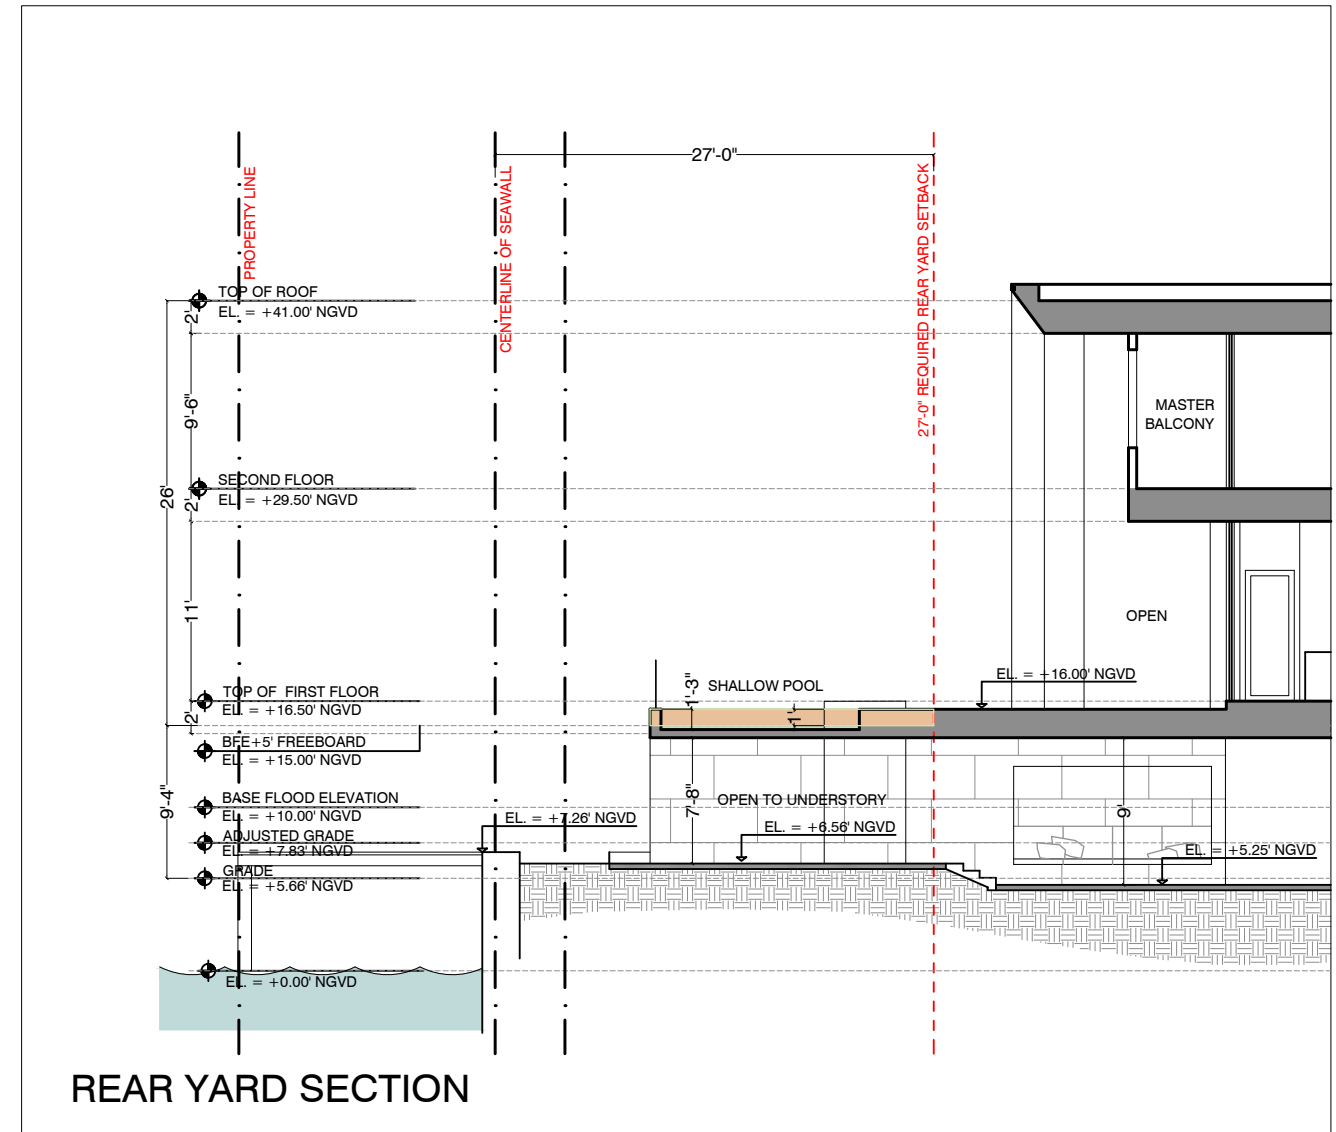 27'-0"
PROPERTY LINE
CENTERLINE OF SEAWALL
27'-0" REQUIRED REAR YARD SETBACK
TOP OF ROOF
EL. = +41.00' NGVD
2'
9'-6"
MASTER
BALCONY
SECOND FLOOR
EL. = +29.50' NGVD
26'
2'
11'
OPEN
EL. = +16.00' NGVD
TOP OF FIRST FLOOR
EL. = +16.50' NGVD
2'
1'-3"
SHALLOW POOL
1'
BFE+5' FREEBOARD
EL. = +15.00' NGVD
9'-4"
BASE FLOOD ELEVATION
EL. = +10.00' NGVD
7'-8"
OPEN TO UNDERSTORY
9'
EL. = +7.26' NGVD
EL. = +6.56' NGVD
ADJUSTED GRADE
EL. = +7.83' NGVD
EL. = +5.25' NGVD
GRADE
EL. = +5.66' NGVD
EL. = +0.00' NGVD
REAR YARD SECTION